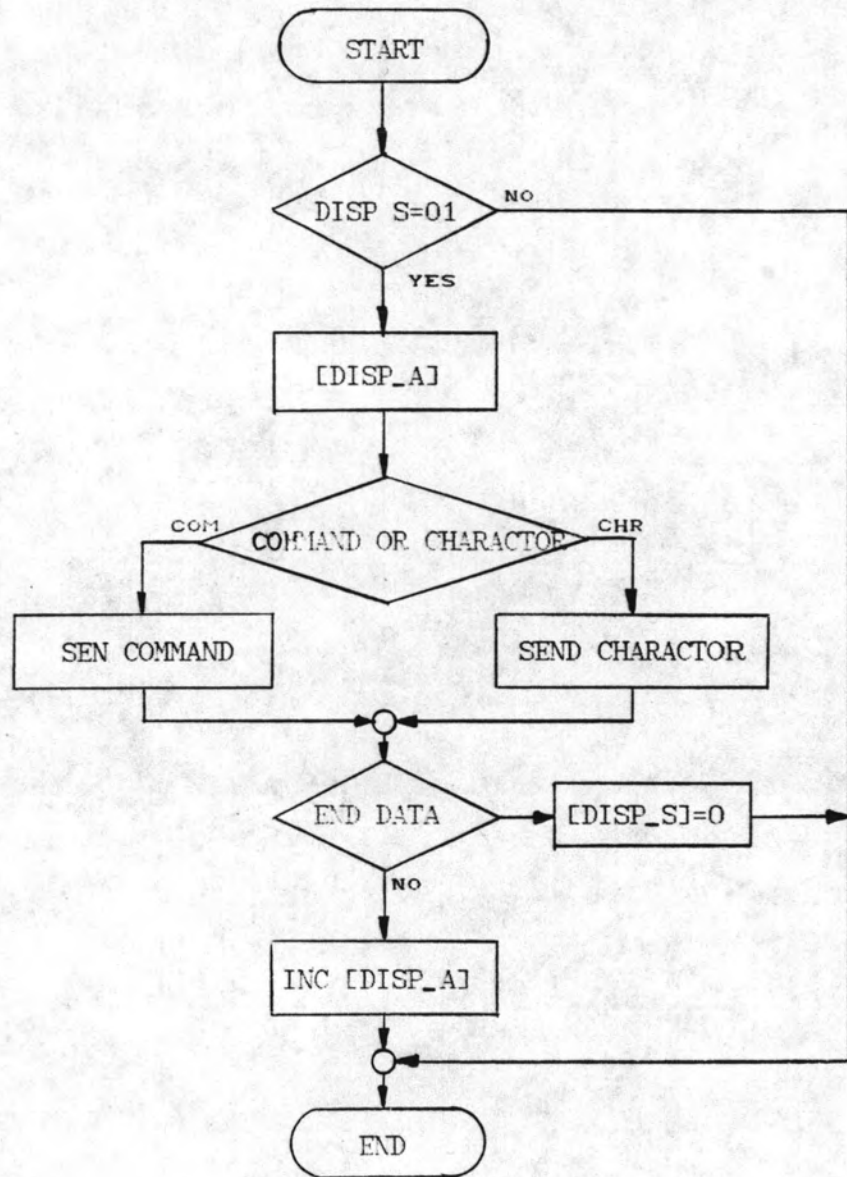 START
DISP S=01
NO
YES
[DISP_A]
COM
COMMAND OR CHARACTOR
CHR
SEN COMMAND
SEND CHARACTOR
END DATA
[DISP_S]=0
NO
INC [DISP_A]
END